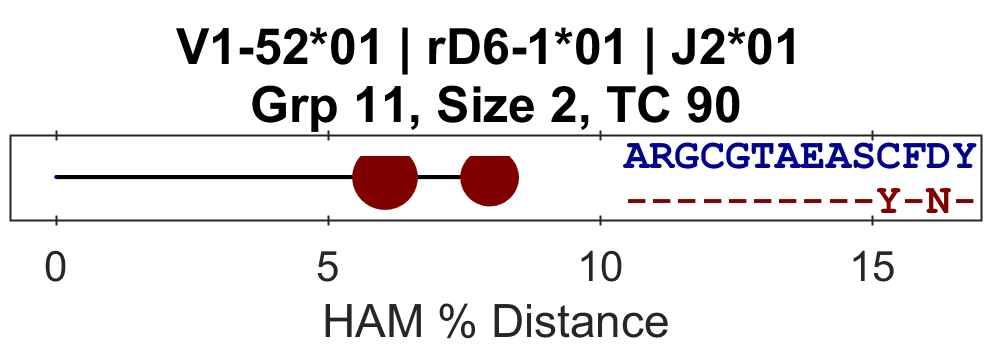 V1-52*01 | rD6-1*01 | J2*01
Grp 11, Size 2, TC 90
ARGCGTAEASCFDY
----------Y-N-
0 5 10 15
HAM % Distance